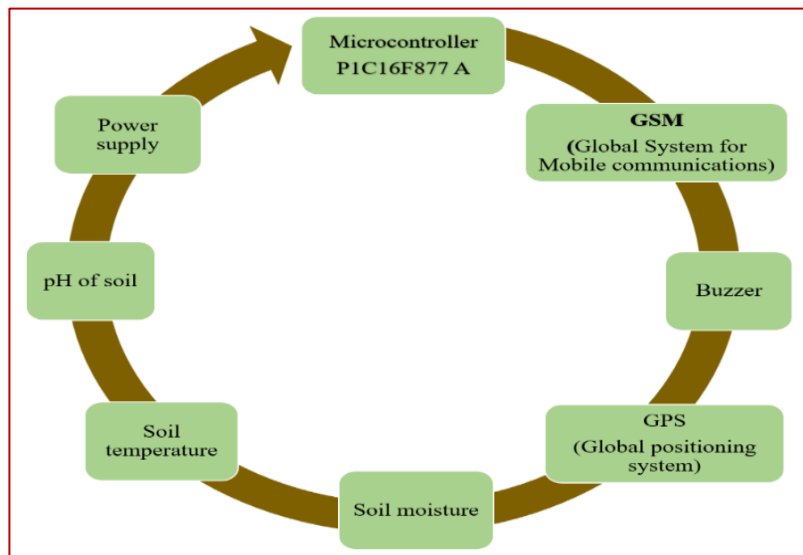 Microcontroller
P1C16F877 A
GSM
(Global System for
Mobile communications)
Buzzer
GPS
(Global positioning
system)
Soil moisture
Soil
temperature
pH of soil
Power
supply